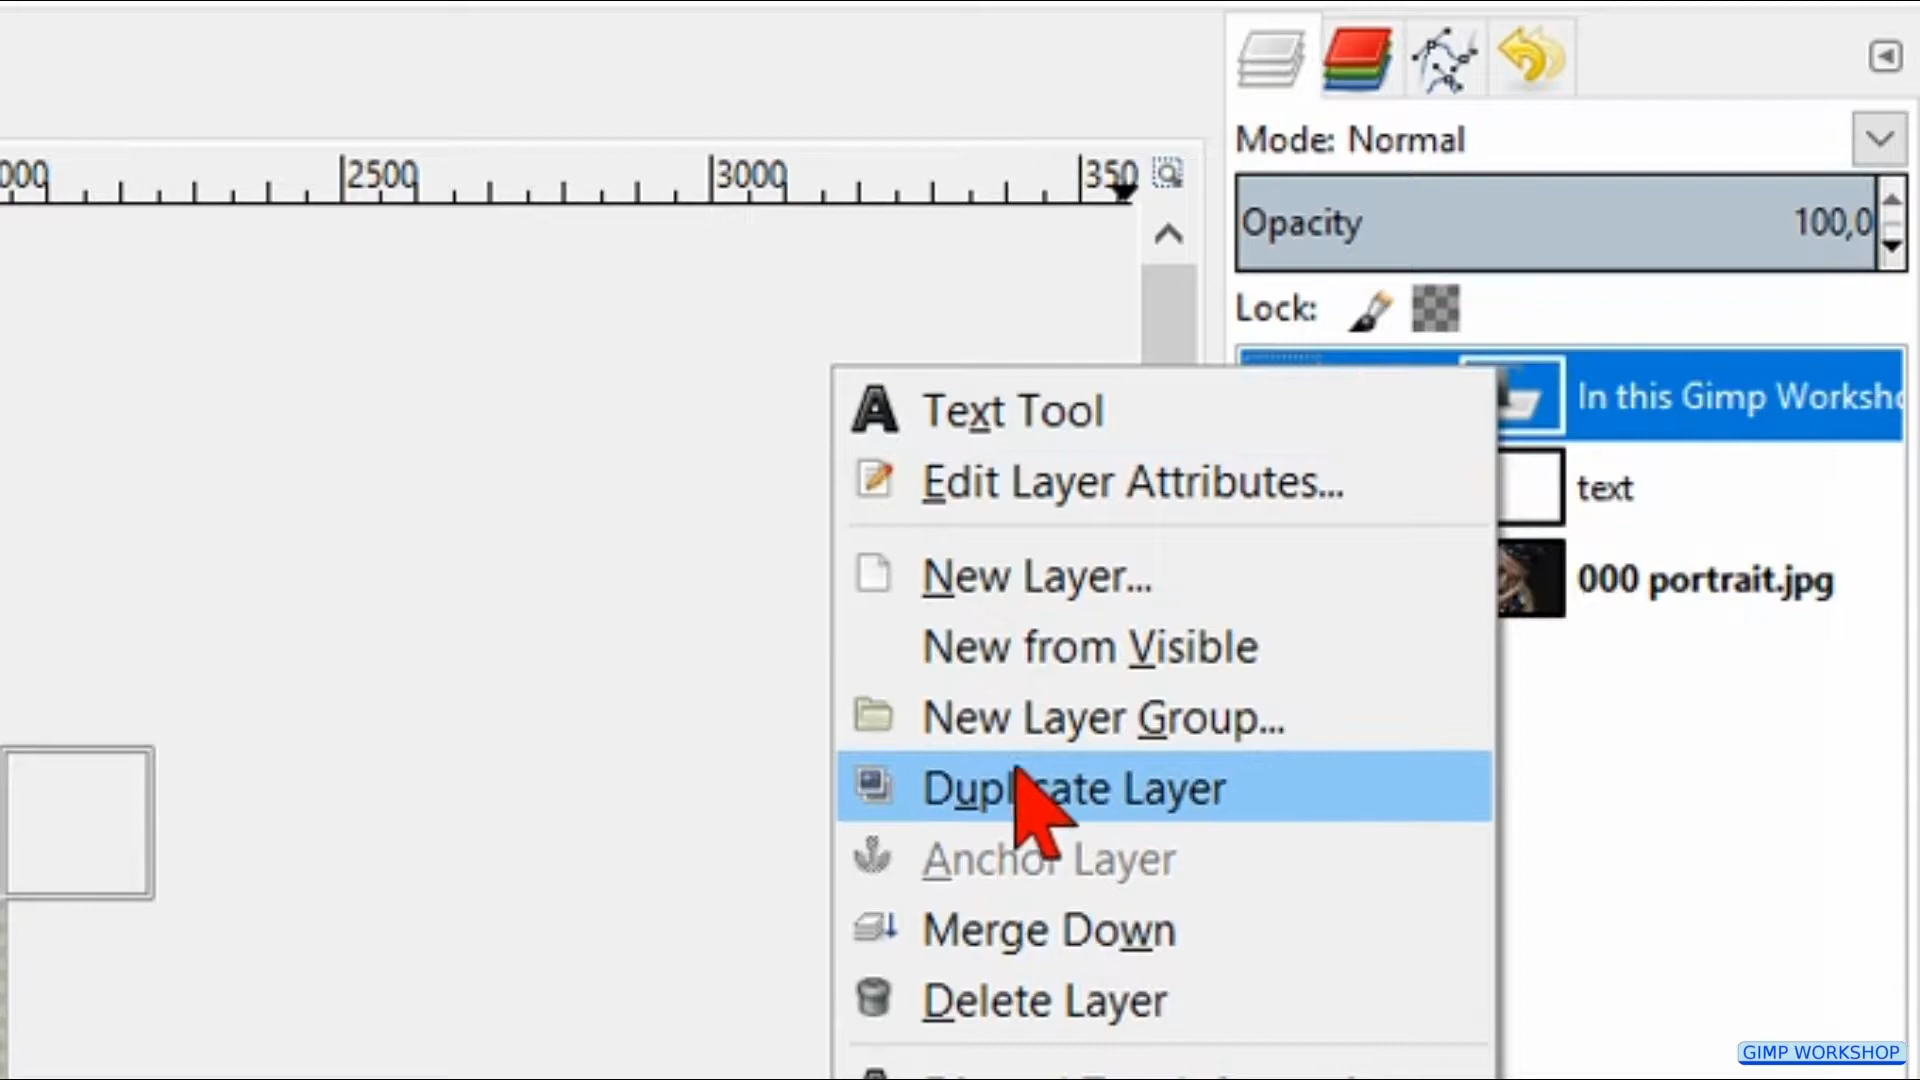 Mode: Normal
000 2500 3000 350
Opacity 100,0
Lock:
Text Tool
In this Gimp Worksho
Edit Layer Attributes...
text
New Layer...
000 portrait.jpg
New from Visible
New Layer Group...
Duplicate Layer
Anchor Layer
Merge Down
Delete Layer
GIMP WORKSHOP